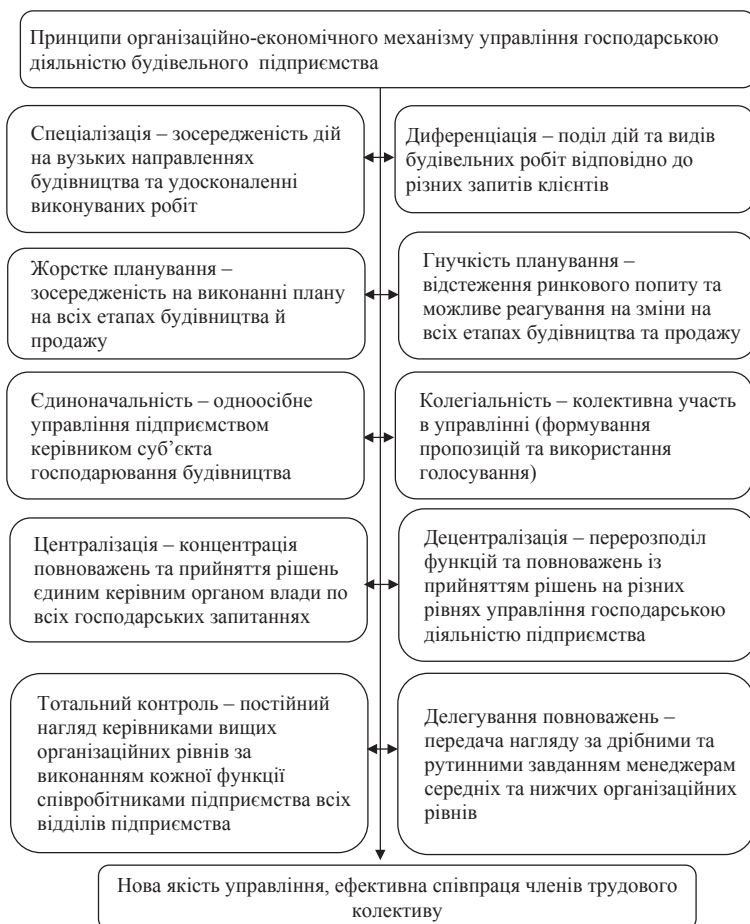 Принципи організаційно-економічного механізму управління господарською
діяльністю будівельного підприємства
Спеціалізація – зосередженість дій
на вузьких направленнях
будівництва та удосконаленні
виконуваних робіт
Диференціація – поділ дій та видів
будівельних робіт відповідно до
різних запитів клієнтів
Жорстке планування –
зосередженість на виконанні плану
на всіх етапах будівництва й
продажу
Гнучкість планування –
відстеження ринкового попиту та
можливе реагування на зміни на
всіх етапах будівництва та продажу
Єдиноначальність – одноосібне
управління підприємством
керівником суб’єкта
господарювання будівництва
Колегіальність – колективна участь
в управлінні (формування
пропозицій та використання
голосування)
Централізація – концентрація
повноважень та прийняття рішень
єдиним керівним органом влади по
всіх господарських запитаннях
Децентралізація – перерозподіл
функцій та повноважень із
прийняттям рішень на різних
рівнях управління господарською
діяльністю підприємства
Тотальний контроль – постійний
нагляд керівниками вищих
організаційних рівнів за
виконанням кожної функції
співробітниками підприємства всіх
відділів підприємства
Делегування повноважень –
передача нагляду за дрібними та
рутинними завданням менеджерам
середніх та нижчих організаційних
рівнів
Нова якість управління, ефективна співпраця членів трудового
колективу